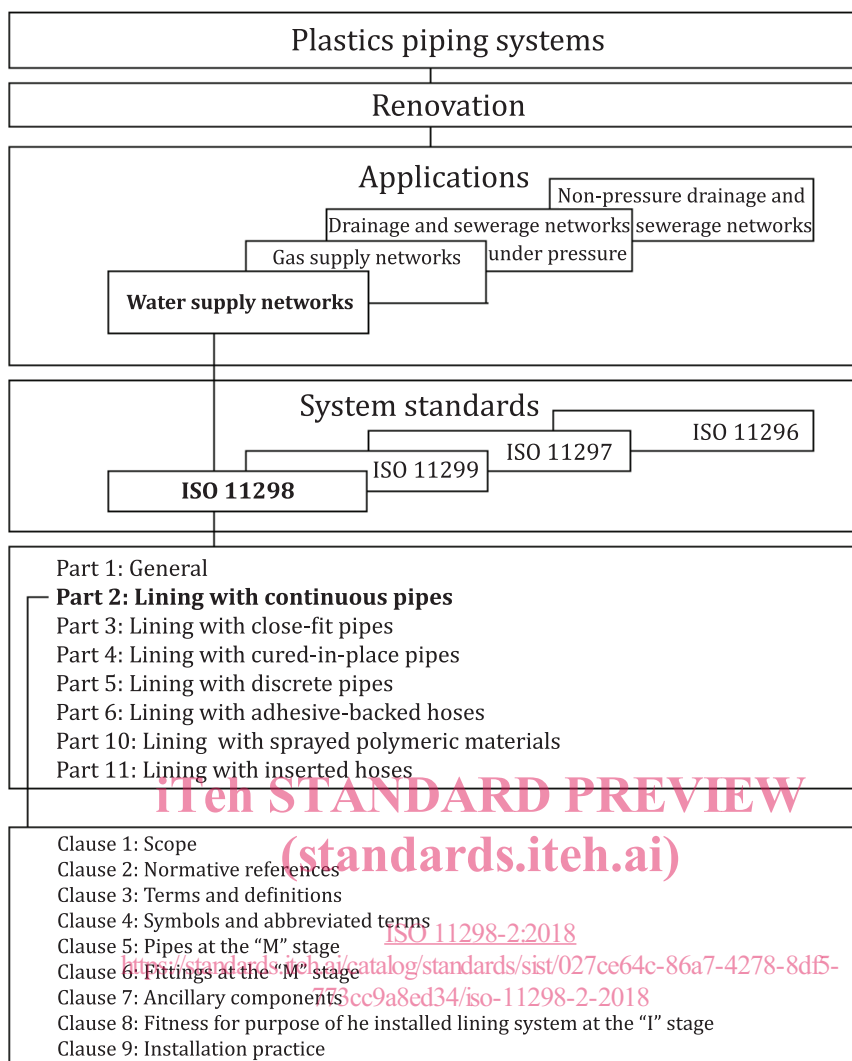 Plastics piping systems
Renovation
Applications
Non-pressure drainage and
sewerage networks
Drainage and sewerage networks
under pressure
Gas supply networks
Water supply networks
System standards
ISO 11296
ISO 11297
ISO 11299
ISO 11298
Part 1: General
Part 2: Lining with continuous pipes
Part 3: Lining with close-fit pipes
Part 4: Lining with cured-in-place pipes
Part 5: Lining with discrete pipes
Part 6: Lining with adhesive-backed hoses
Part 10: Lining  with sprayed polymeric materials
Part 11: Lining with inserted hoses
iTeh STANDARD PREVIEW
(standards.iteh.ai)
Clause 1: Scope
Clause 2: Normative references
Clause 3: Terms and definitions
Clause 4: Symbols and abbreviated terms
ISO 11298-2:2018
Clause 5: Pipes at the “M” stage
https://standards.iteh.ai/catalog/standards/sist/027ce64c-86a7-4278-8df5-
Clause 6: Fittings at the “M” stage
773cc9a8ed34/iso-11298-2-2018
Clause 7: Ancillary components
Clause 8: Fitness for purpose of he installed lining system at the “I” stage
Clause 9: Installation practice